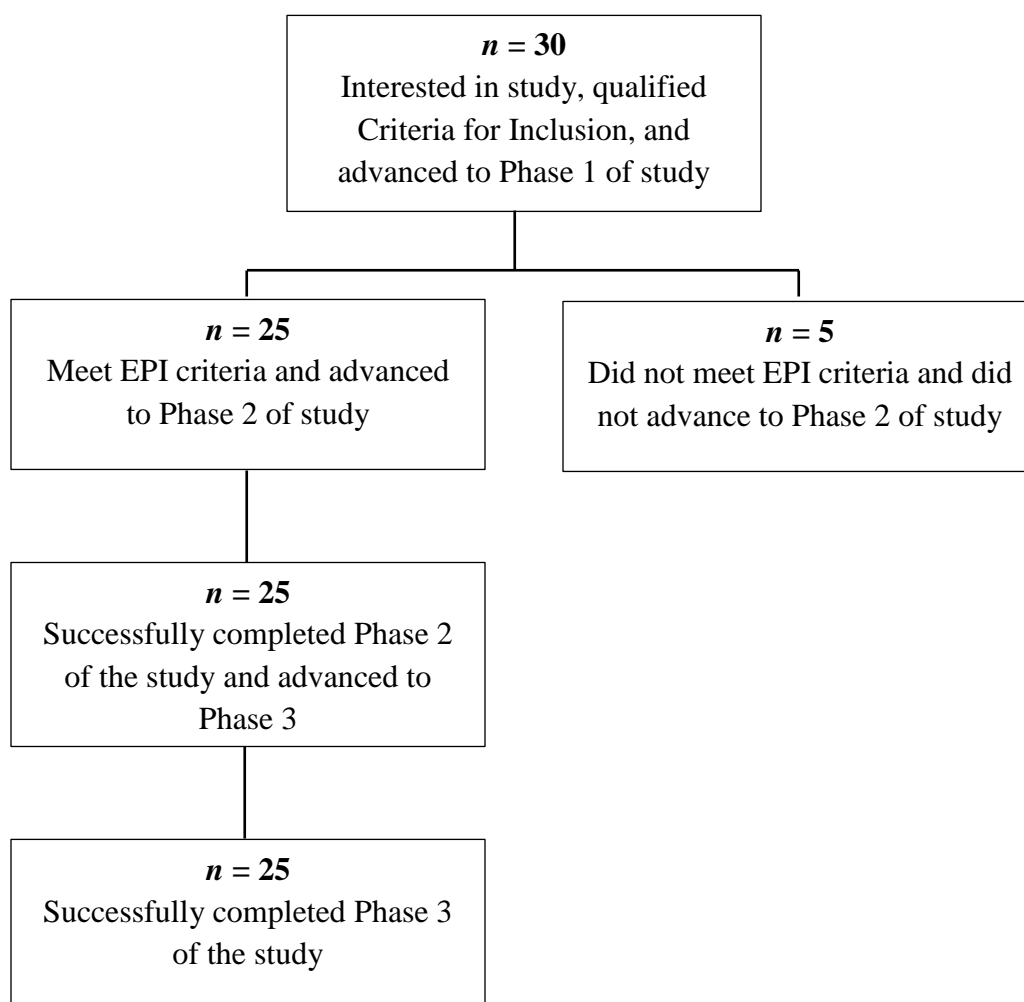 n = 30
Interested in study, qualified
Criteria for Inclusion, and
advanced to Phase 1 of study
n = 25
Meet EPI criteria and advanced
to Phase 2 of study
n = 5
Did not meet EPI criteria and did
not advance to Phase 2 of study
n = 25
Successfully completed Phase 2
of the study and advanced to
Phase 3
n = 25
Successfully completed Phase 3
of the study